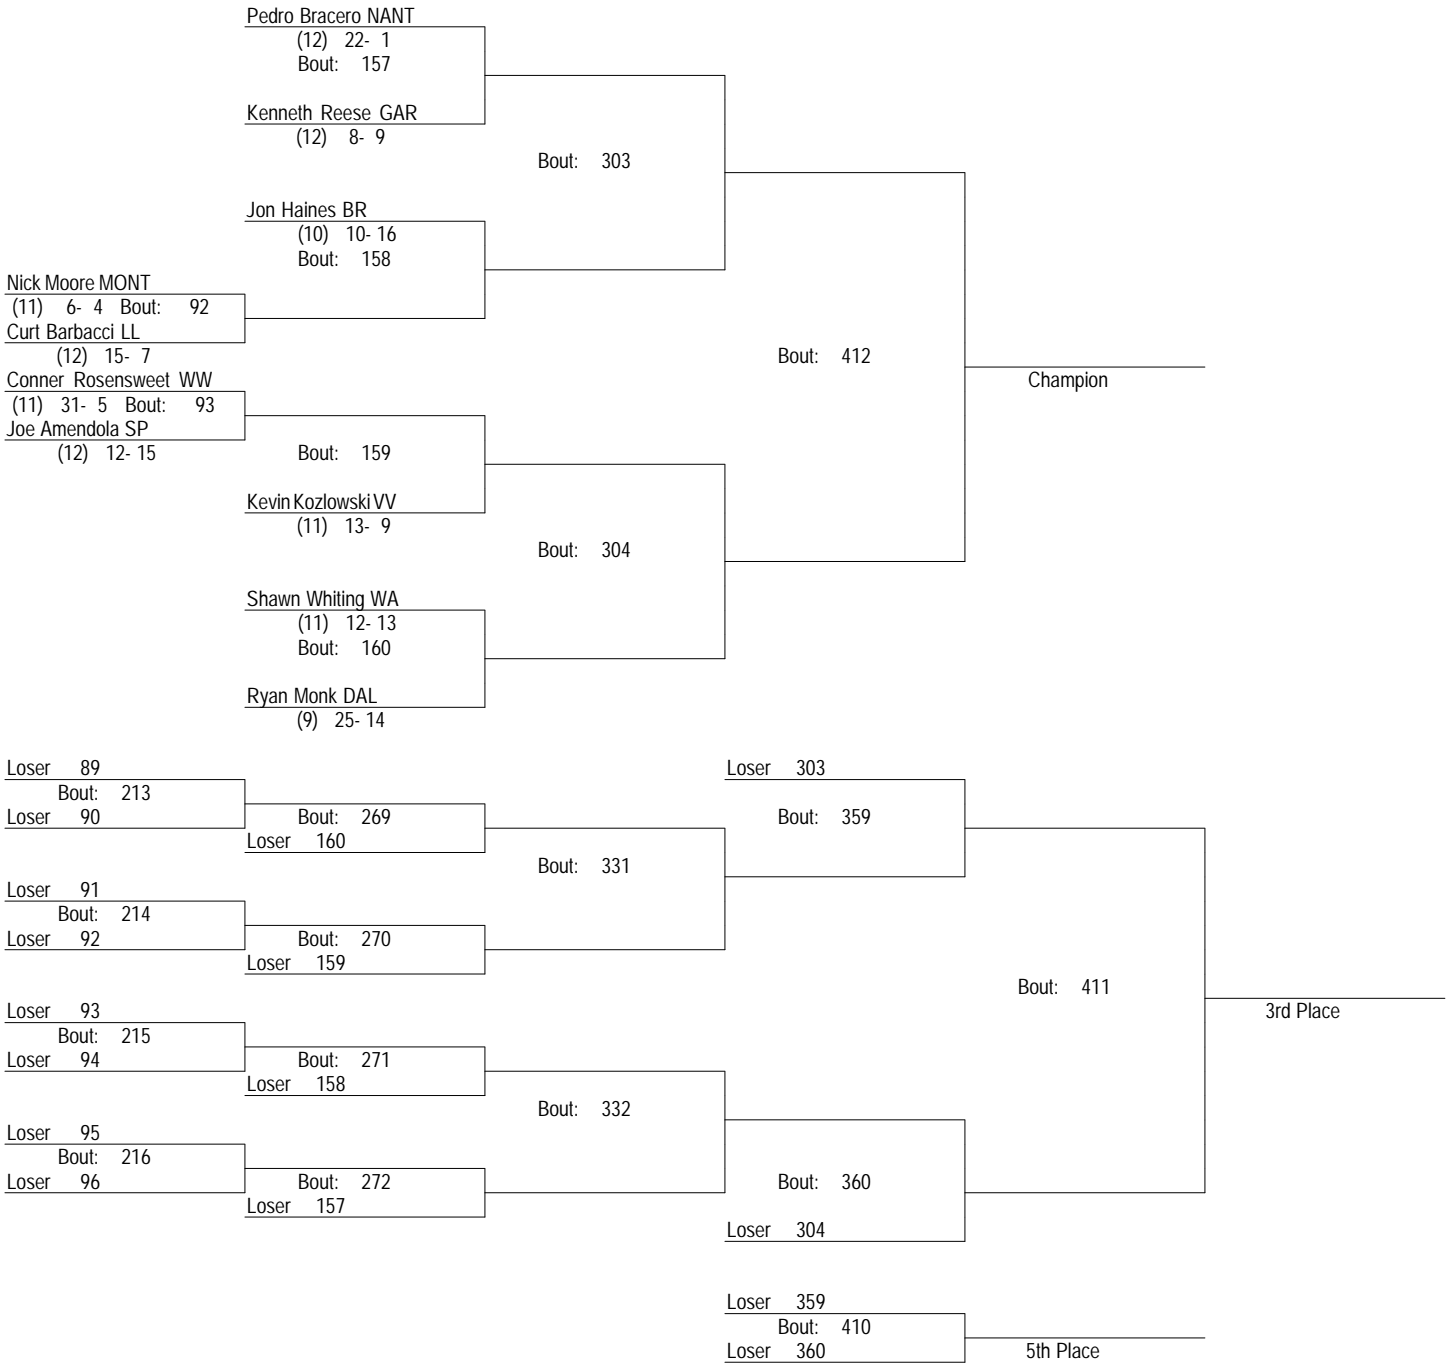 Pedro Bracero NANT
(12) 22- 1
Bout: 157
Kenneth Reese GAR
(12) 8- 9
Bout: 303
Jon Haines BR
(10) 10- 16
Bout: 158
Nick Moore MONT
(11) 6- 4 Bout: 92
Curt Barbacci LL
(12) 15- 7
Bout: 412
Conner Rosensweet WW
Champion
(11) 31- 5 Bout: 93
Joe Amendola SP
(12) 12- 15
Bout: 159
Kevin Kozlowski VV
(11) 13- 9
Bout: 304
Shawn Whiting WA
(11) 12- 13
Bout: 160
Ryan Monk DAL
(9) 25- 14
Loser 89
Loser 303
Bout: 213
Loser 90
Bout: 269
Bout: 359
Loser 160
Bout: 331
Loser 91
Bout: 214
Loser 92
Bout: 270
Loser 159
Bout: 411
Loser 93
3rd Place
Bout: 215
Loser 94
Bout: 271
Loser 158
Bout: 332
Loser 95
Bout: 216
Loser 96
Bout: 272
Bout: 360
Loser 157
Loser 304
Loser 359
Bout: 410
Loser 360
5th Place